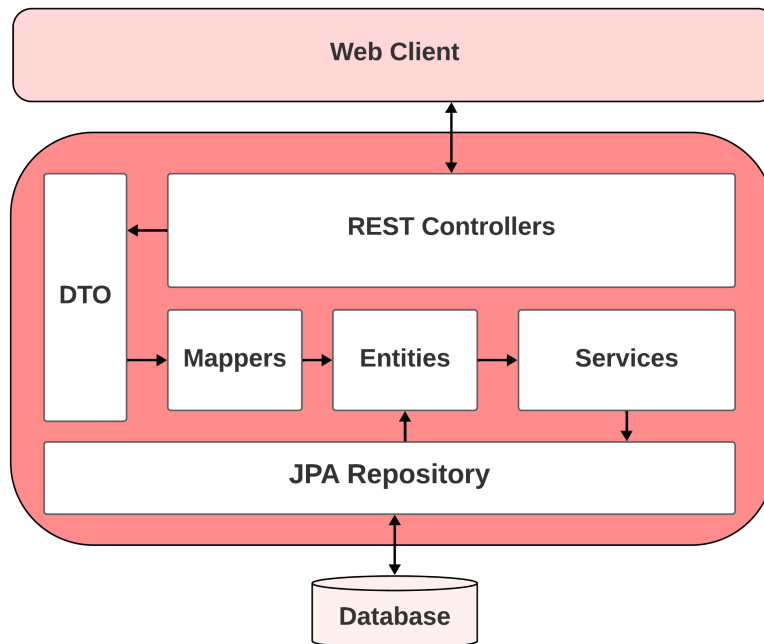 Web Client
REST Controllers
DTO
Mappers
Entities
Services
JPA Repository
Database